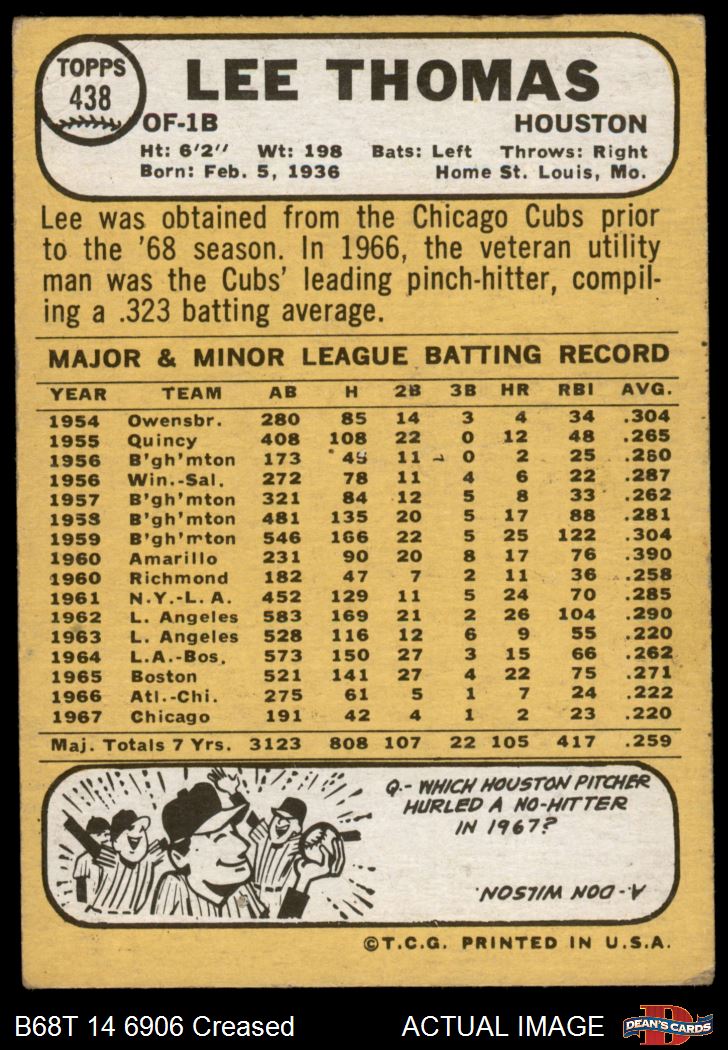 TOPPS
438
LEE THOMAS
OF-1B HOUSTON
Ht: 6'2" Wt: 198 Bats: Left Throws: Right
Born: Feb. 5, 1936 Home St. Louis, Mo.
Lee was obtained from the Chicago Cubs prior
to the '68 season. In 1966, the veteran utility
man was the Cubs' leading pinch-hitter, compil-
ing a .323 batting average.
MAJOR & MINOR LEAGUE BATTING RECORD
YEAR TEAM AB H 2B 3B HR RBI AVG.
1954 Owensbr. 280 85 14 3 4 34 .304
1955 Quincy 408 108 22 0 12 48 .265
1956 B'gh'mton 173 45 11 0 2 25 .260
1956 Win.-Sal. 272 78 11 4 6 22 .287
1957 B'gh'mton 321 84 12 5 8 33 .262
1958 B'gh'mton 481 135 20 5 17 88 .281
1959 B'gh'mton 546 166 22 5 25 122 .304
1960 Amarillo 231 90 20 8 17 76 .390
1960 Richmond 182 47 7 2 11 36 .258
1961 N.Y.-L. A. 452 129 11 5 24 70 .285
1962 L. Angeles 583 169 21 2 26 104 .290
1963 L. Angeles 528 116 12 6 9 55 .220
1964 L.A.-Bos. 573 150 27 3 15 66 .262
1965 Boston 521 141 27 4 22 75 .271
1966 Atl.-Chi. 275 61 5 1 7 24 .222
1967 Chicago 191 42 4 1 2 23 .220
Maj. Totals 7 Yrs. 3123 808 107 22 105 417 .259
Q.- WHICH HOUSTON PITCHER
HURLED A NO-HITTER
IN 1967?
A- DON WILSON.
©T.C.G. PRINTED IN U.S.A.
B68T 14 6906 Creased ACTUAL IMAGE
D
DEAN'S CARDS